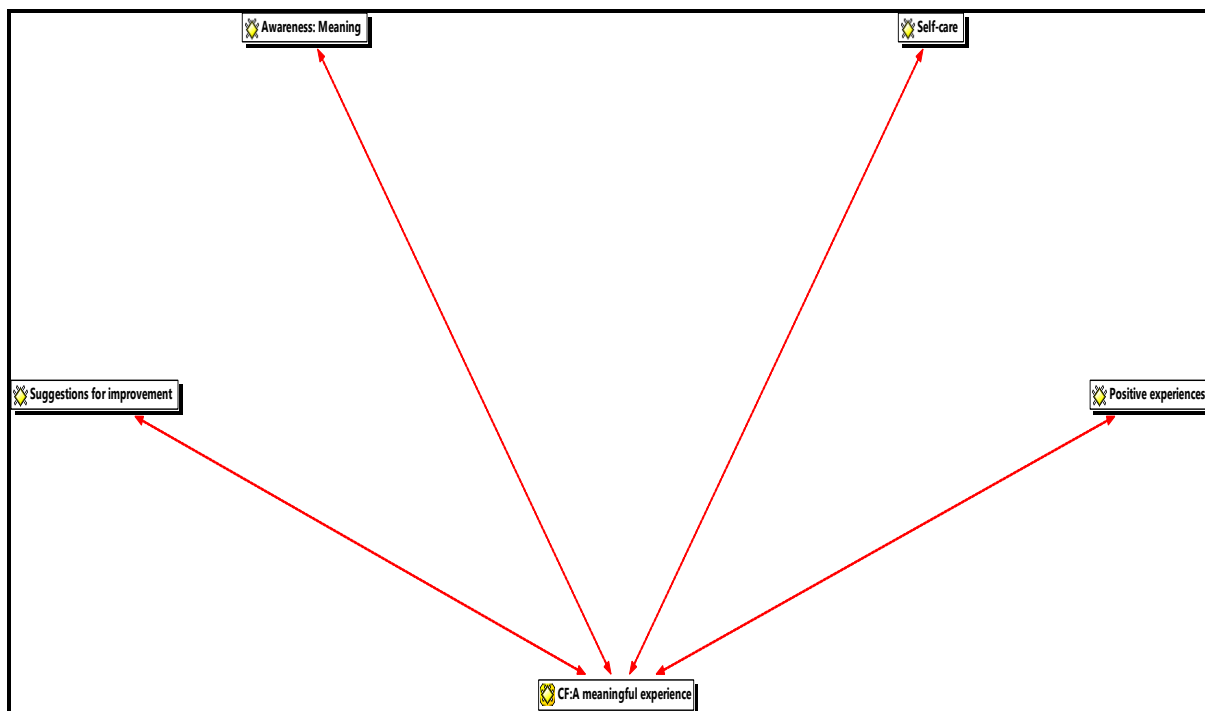 Awareness: Meaning
Self-care
Suggestions for improvement
Positive experiences
CF:A meaningful experience